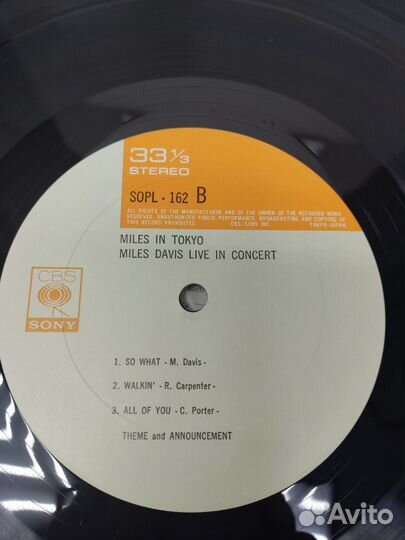 33 1/3
STEREO
SOPL - 162 B
ALL RIGHTS OF THE MANUFACTURER AND OF THE OWNER OF THE RECORDED WORK
RESERVED. UNAUTHORIZED PUBLIC PERFORMANCE, BROADCASTING AND COPYING OF
THIS RECORD PROHIBITED. CBS/SONY INC. TOKYO JAPAN.
MILES IN TOKYO
MILES DAVIS LIVE IN CONCERT
CBS
SONY
1. SO WHAT - M. Davis -
2. WALKIN' - R. Carpenter -
3. ALL OF YOU - C. Porter -
THEME and ANNOUNCEMENT
Avito